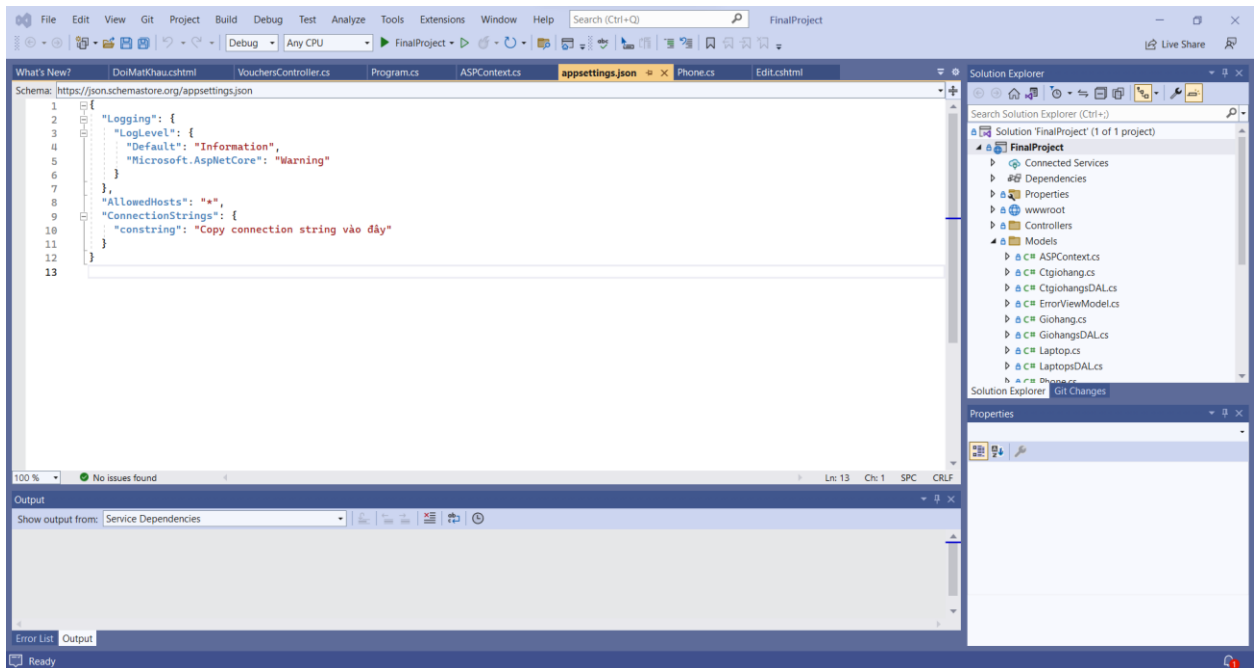 File Edit View Git Project Build Debug Test Analyze Tools Extensions Window Help Search (Ctrl+Q) FinalProject
Debug Any CPU FinalProject Live Share
What's New? DoiMatKhau.cshtml VouchersController.cs Program.cs ASPContext.cs appsettings.json Phone.cs Edit.cshtml
Schema: https://json.schemastore.org/appsettings.json
1 {
2 "Logging": {
3 "LogLevel": {
4 "Default": "Information",
5 "Microsoft.AspNetCore": "Warning"
6 }
7 },
8 "AllowedHosts": "*",
9 "ConnectionStrings": {
10 "constring": "Copy connection string vào đây"
11 }
12 }
13
100 % No issues found Ln: 13 Ch: 1 SPC CRLF
Output
Show output from: Service Dependencies
Error List Output
Ready
Solution Explorer
Search Solution Explorer (Ctrl+;)
Solution 'FinalProject' (1 of 1 project)
FinalProject
Connected Services
Dependencies
Properties
wwwroot
Controllers
Models
C# ASPContext.cs
C# Ctgiohang.cs
C# CtgiohangsDAL.cs
C# ErrorViewModel.cs
C# Giohang.cs
C# GiohangsDAL.cs
C# Laptop.cs
C# LaptopsDAL.cs
C# Phone.cs
Solution Explorer Git Changes
Properties
1